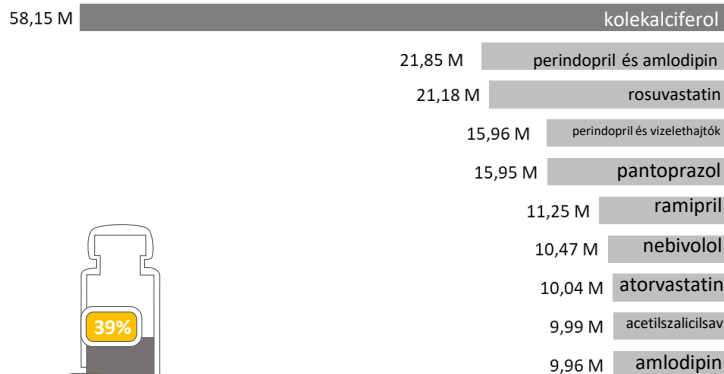 58,15 M kolekalciferol
21,85 M perindopril és amlodipin
21,18 M rosuvastatin
15,96 M perindopril és vizelethajtók
15,95 M pantoprazol
11,25 M ramipril
10,47 M nebivolol
10,04 M atorvastatin
39%
9,99 M acetilszalicilsav
9,96 M amlodipin